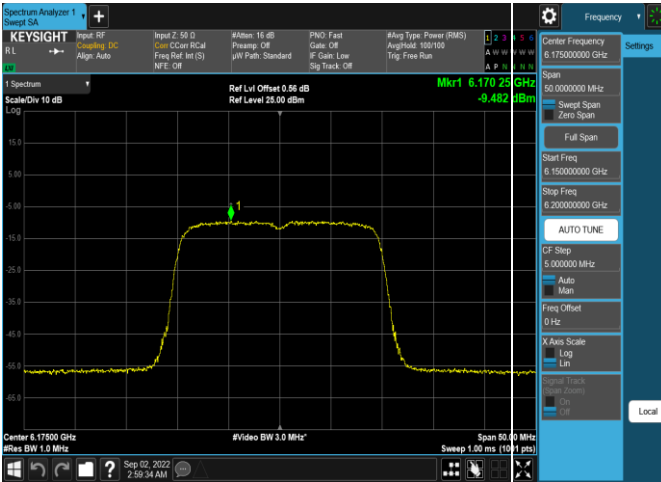 Spectrum Analyzer 1
Swept SA
+
KEYSIGHT
RL
Input: RF
Coupling: DC
Align: Auto
Input Z: 50 Ω
Corr CCorr RCal
Freq Ref: Int (S)
NFE: Off
#Atten: 16 dB
Preamp: Off
µW Path: Standard
PNO: Fast
Gate: Off
IF Gain: Low
Sig Track: Off
#Avg Type: Power (RMS)
Avg|Hold: 100/100
Trig: Free Run
1 2 3 4 5 6
A W W W W W
A P N N N N
1 Spectrum
Scale/Div 10 dB
Log
Ref Lvl Offset 0.56 dB
Ref Level 25.00 dBm
Mkr1 6.170 25 GHz
-9.482 dBm
15.0
5.00
-5.00
-15.0
-25.0
-35.0
-45.0
-55.0
-65.0
1
Center 6.17500 GHz
#Res BW 1.0 MHz
#Video BW 3.0 MHz*
Span 50.00 MHz
Sweep 1.00 ms (1001 pts)
?
Sep 02, 2022
2:59:34 AM
Frequency
Settings
Center Frequency
6.175000000 GHz
Span
50.0000000 MHz
Swept Span
Zero Span
Full Span
Start Freq
6.150000000 GHz
Stop Freq
6.200000000 GHz
AUTO TUNE
CF Step
5.000000 MHz
Auto
Man
Freq Offset
0 Hz
X Axis Scale
Log
Lin
Signal Track
(Span Zoom)
On
Off
Local